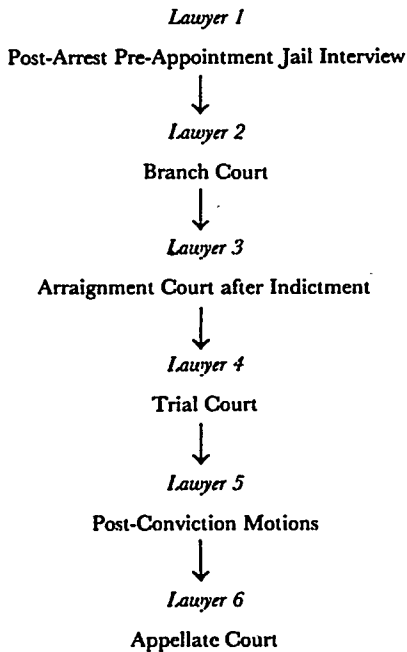 Lawyer 1
Post-Arrest Pre-Appointment Jail Interview
Lawyer 2
Branch Court
Lawyer 3
Arraignment Court after Indictment
Lawyer 4
Trial Court
Lawyer 5
Post-Conviction Motions
Lawyer 6
Appellate Court